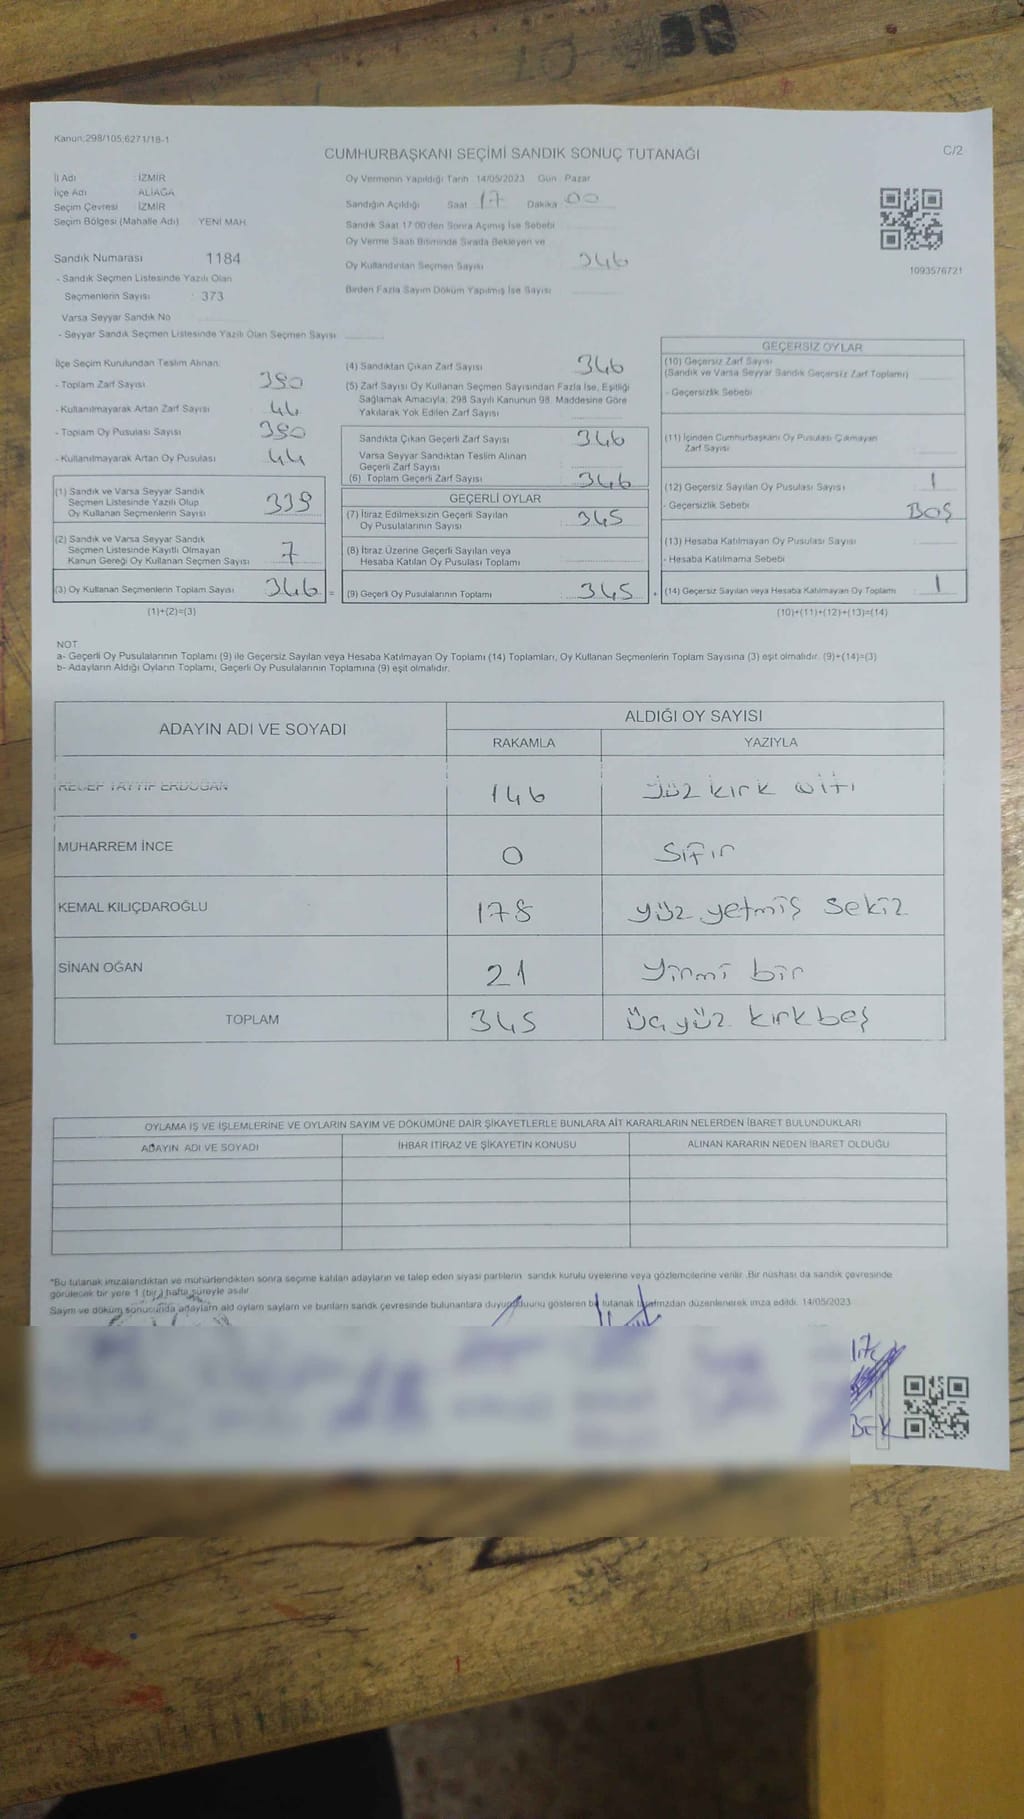 Kanun:298/105;6271/18-1
CUMHURBAŞKANI SEÇİMİ SANDIK SONUÇ TUTANAĞI
C/2
İl Adı : İZMİR
İlçe Adı : ALİAĞA
Seçim Çevresi : İZMİR
Seçim Bölgesi (Mahalle Adı) : YENİ MAH.
Sandık Numarası : 1184
- Sandık Seçmen Listesinde Yazılı Olan
Seçmenlerin Sayısı : 373
Varsa Seyyar Sandık No
- Seyyar Sandık Seçmen Listesinde Yazılı Olan Seçmen Sayısı
Oy Vermenin Yapıldığı Tarih : 14/05/2023 Gün : Pazar
Sandığın Açıldığı Saat 17 Dakika 00
Sandık Saat 17:00'den Sonra Açılmış İse Sebebi
Oy Verme Saati Bitiminde Sırada Bekleyen ve
Oy Kullandırılan Seçmen Sayısı 346
Birden Fazla Sayım Döküm Yapılmış İse Sayısı
1093576721
İlçe Seçim Kurulundan Teslim Alınan:
- Toplam Zarf Sayısı : 390
- Kullanılmayarak Artan Zarf Sayısı : 44
- Toplam Oy Pusulası Sayısı : 390
- Kullanılmayarak Artan Oy Pusulası : 44
(1) Sandık ve Varsa Seyyar Sandık
Seçmen Listesinde Yazılı Olup
Oy Kullanan Seçmenlerin Sayısı : 339
(2) Sandık ve Varsa Seyyar Sandık
Seçmen Listesinde Kayıtlı Olmayan
Kanun Gereği Oy Kullanan Seçmen Sayısı : 7
(3) Oy Kullanan Seçmenlerin Toplam Sayısı : 346 =
(1)+(2)=(3)
(4) Sandıktan Çıkan Zarf Sayısı : 346
(5) Zarf Sayısı Oy Kullanan Seçmen Sayısından Fazla İse, Eşitliği
Sağlamak Amacıyla; 298 Sayılı Kanunun 98. Maddesine Göre
Yakılarak Yok Edilen Zarf Sayısı
Sandıkta Çıkan Geçerli Zarf Sayısı : 346
Varsa Seyyar Sandıktan Teslim Alınan
Geçerli Zarf Sayısı
(6) Toplam Geçerli Zarf Sayısı : 346
GEÇERLİ OYLAR
(7) İtiraz Edilmeksizin Geçerli Sayılan
Oy Pusulalarının Sayısı : 345
(8) İtiraz Üzerine Geçerli Sayılan veya
Hesaba Katılan Oy Pusulası Toplamı
(9) Geçerli Oy Pusulalarının Toplamı : 345 +
GEÇERSİZ OYLAR
(10) Geçersiz Zarf Sayısı
(Sandık ve Varsa Seyyar Sandık Geçersiz Zarf Toplamı)
- Geçersizlik Sebebi
(11) İçinden Cumhurbaşkanı Oy Pusulası Çıkmayan
Zarf Sayısı
(12) Geçersiz Sayılan Oy Pusulası Sayısı : 1
- Geçersizlik Sebebi : BOŞ
(13) Hesaba Katılmayan Oy Pusulası Sayısı
- Hesaba Katılmama Sebebi
(14) Geçersiz Sayılan veya Hesaba Katılmayan Oy Toplamı : 1
(10)+(11)+(12)+(13)=(14)
NOT:
a- Geçerli Oy Pusulalarının Toplamı (9) ile Geçersiz Sayılan veya Hesaba Katılmayan Oy Toplamı (14) Toplamları, Oy Kullanan Seçmenlerin Toplam Sayısına (3) eşit olmalıdır. (9)+(14)=(3)
b- Adayların Aldığı Oyların Toplamı, Geçerli Oy Pusulalarının Toplamına (9) eşit olmalıdır.
ADAYIN ADI VE SOYADI
ALDIĞI OY SAYISI
RAKAMLA YAZIYLA
RECEP TAYYİP ERDOĞAN 146 yüz kırk altı
MUHARREM İNCE 0 sıfır
KEMAL KILIÇDAROĞLU 178 yüz yetmiş sekiz
SİNAN OĞAN 21 yirmi bir
TOPLAM 345 üç yüz kırkbeş
OYLAMA İŞ VE İŞLEMLERİNE VE OYLARIN SAYIM VE DÖKÜMÜNE DAİR ŞİKAYETLERLE BUNLARA AİT KARARLARIN NELERDEN İBARET BULUNDUKLARI
ADAYIN ADI VE SOYADI İHBAR İTİRAZ VE ŞİKAYETİN KONUSU ALINAN KARARIN NEDEN İBARET OLDUĞU
*Bu tutanak imzalandıktan ve mühürlendikten sonra seçime katılan adayların ve talep eden siyasi partilerin sandık kurulu üyelerine veya gözlemcilerine verilir. Bir nüshası da sandık çevresinde
görülecek bir yere 1 (bir) hafta süreyle asılır.
Sayım ve döküm sonucunda adayların ald oyların sayların ve bunların sandık çevresinde bulunanlara duyurulduunu gösteren bu tutanak tarafımızdan düzenlenerek imza edildi. 14/05/2023